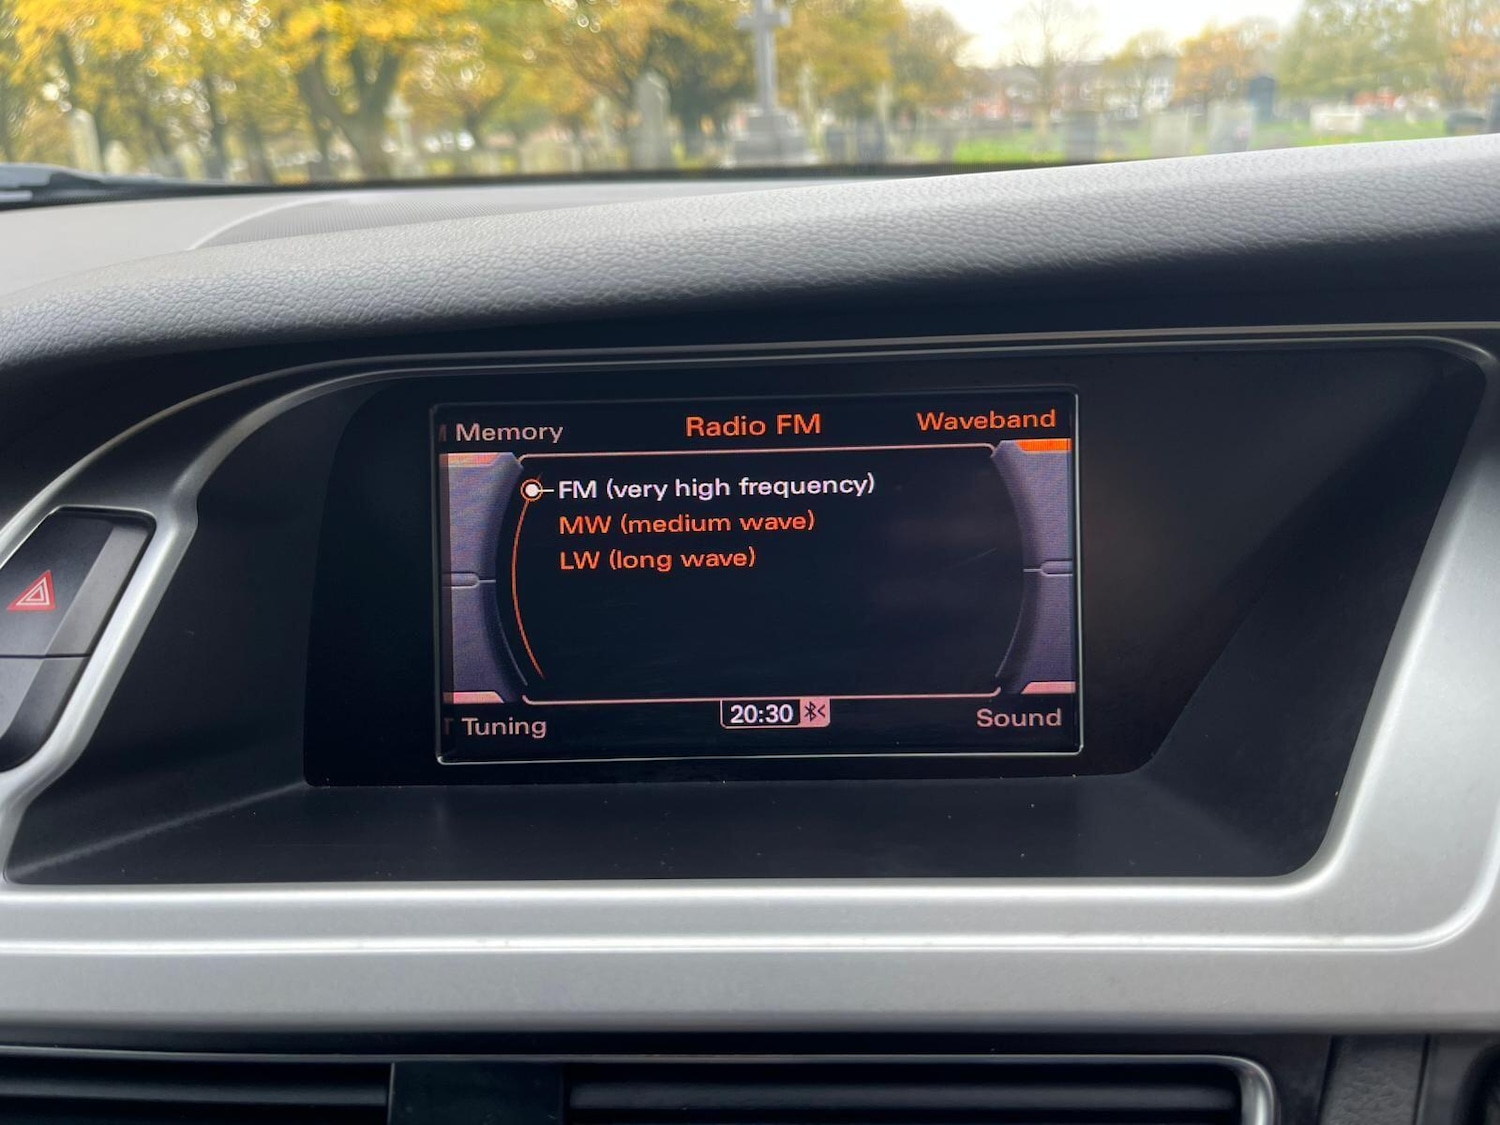 Memory Radio FM Waveband
FM (very high frequency)
MW (medium wave)
LW (long wave)
Tuning 20:30 Sound